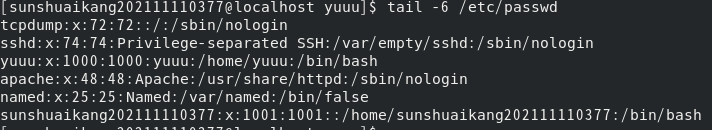 [sunshuaikang202111110377@localhost yuuu]$ tail -6 /etc/passwd
tcpdump:x:72:72::/:/sbin/nologin
sshd:x:74:74:Privilege-separated SSH:/var/empty/sshd:/sbin/nologin
yuuu:x:1000:1000:yuuu:/home/yuuu:/bin/bash
apache:x:48:48:Apache:/usr/share/httpd:/sbin/nologin
named:x:25:25:Named:/var/named:/bin/false
sunshuaikang202111110377:x:1001:1001::/home/sunshuaikang202111110377:/bin/bash